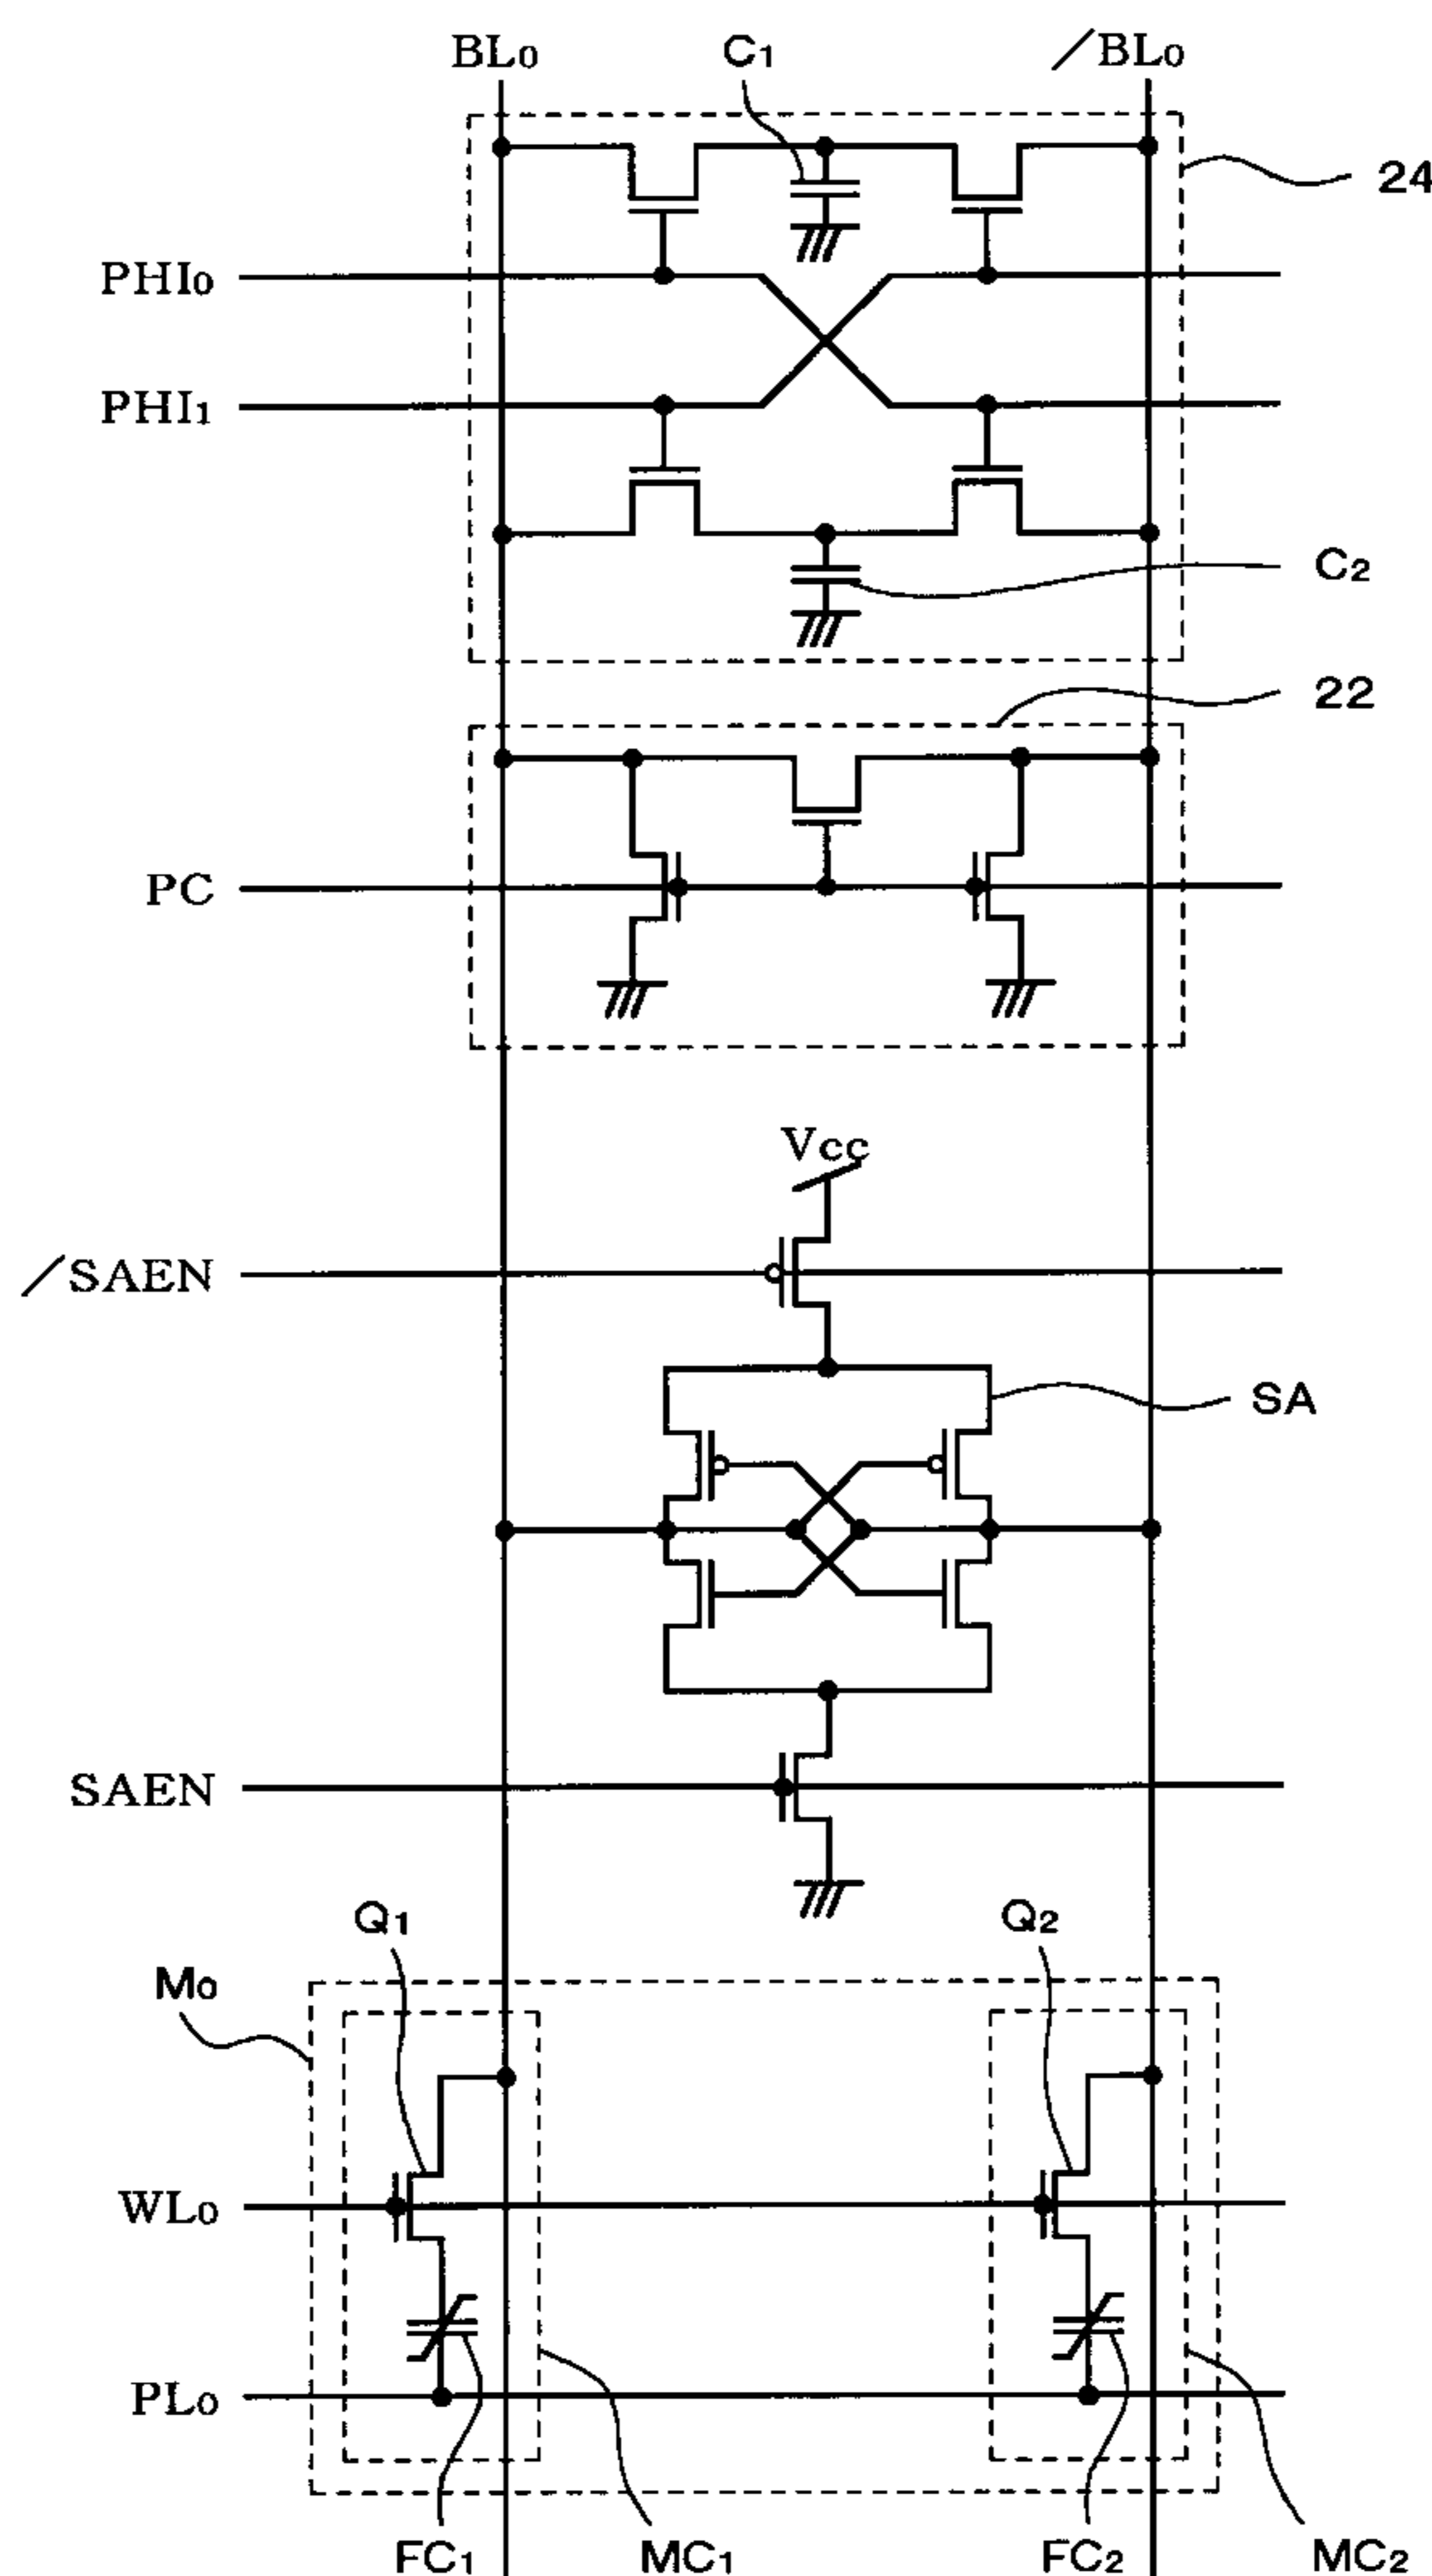 BL₀ C₁ /BL₀
24
PHI₀
PHI₁
C₂
22
PC
Vcc
/SAEN
SA
SAEN
Q₁ Q₂
M₀
WL₀
PL₀
FC₁ MC₁ FC₂ MC₂